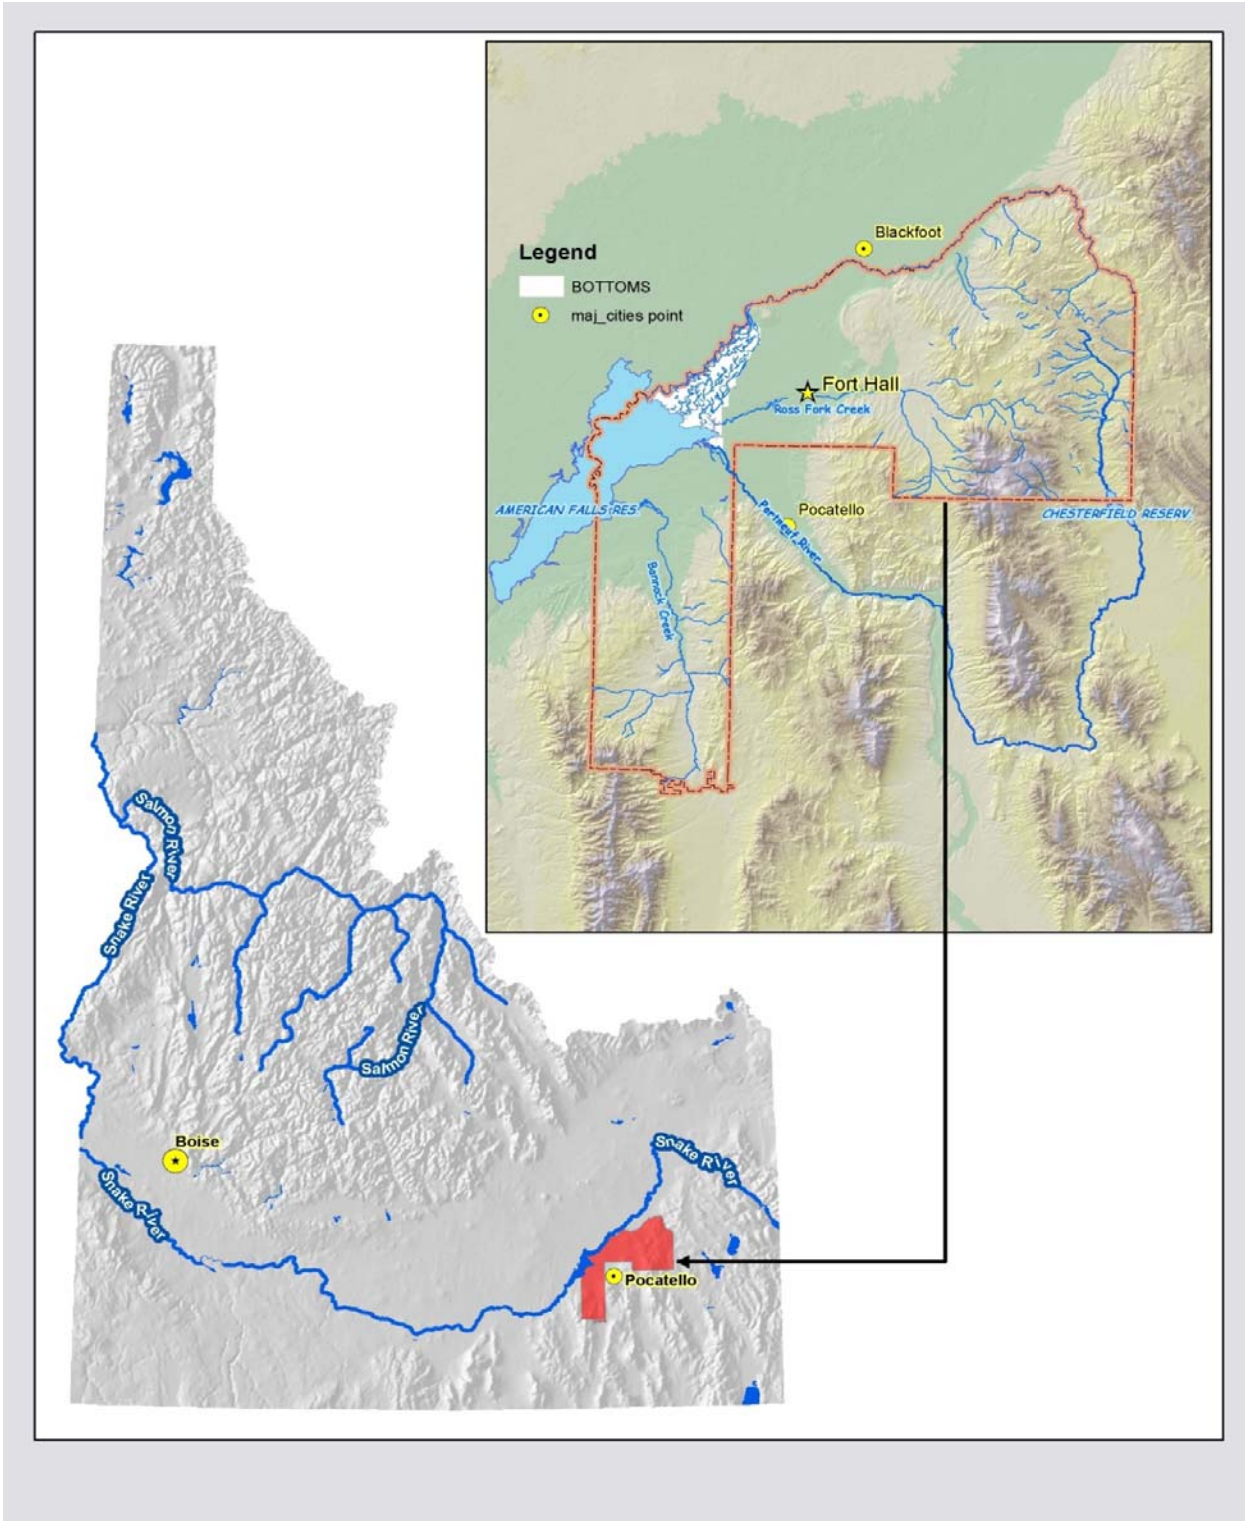 Blackfoot
Legend
BOTTOMS
maj_cities point
Fort Hall
Ross Fork Creek
AMERICAN FALLS RES.
Pocatello
Portneuf River
CHESTERFIELD RESERV.
Bannock Creek
Salmon River
Snake River
Salmon River
Boise
Snake River
Snake River
Pocatello